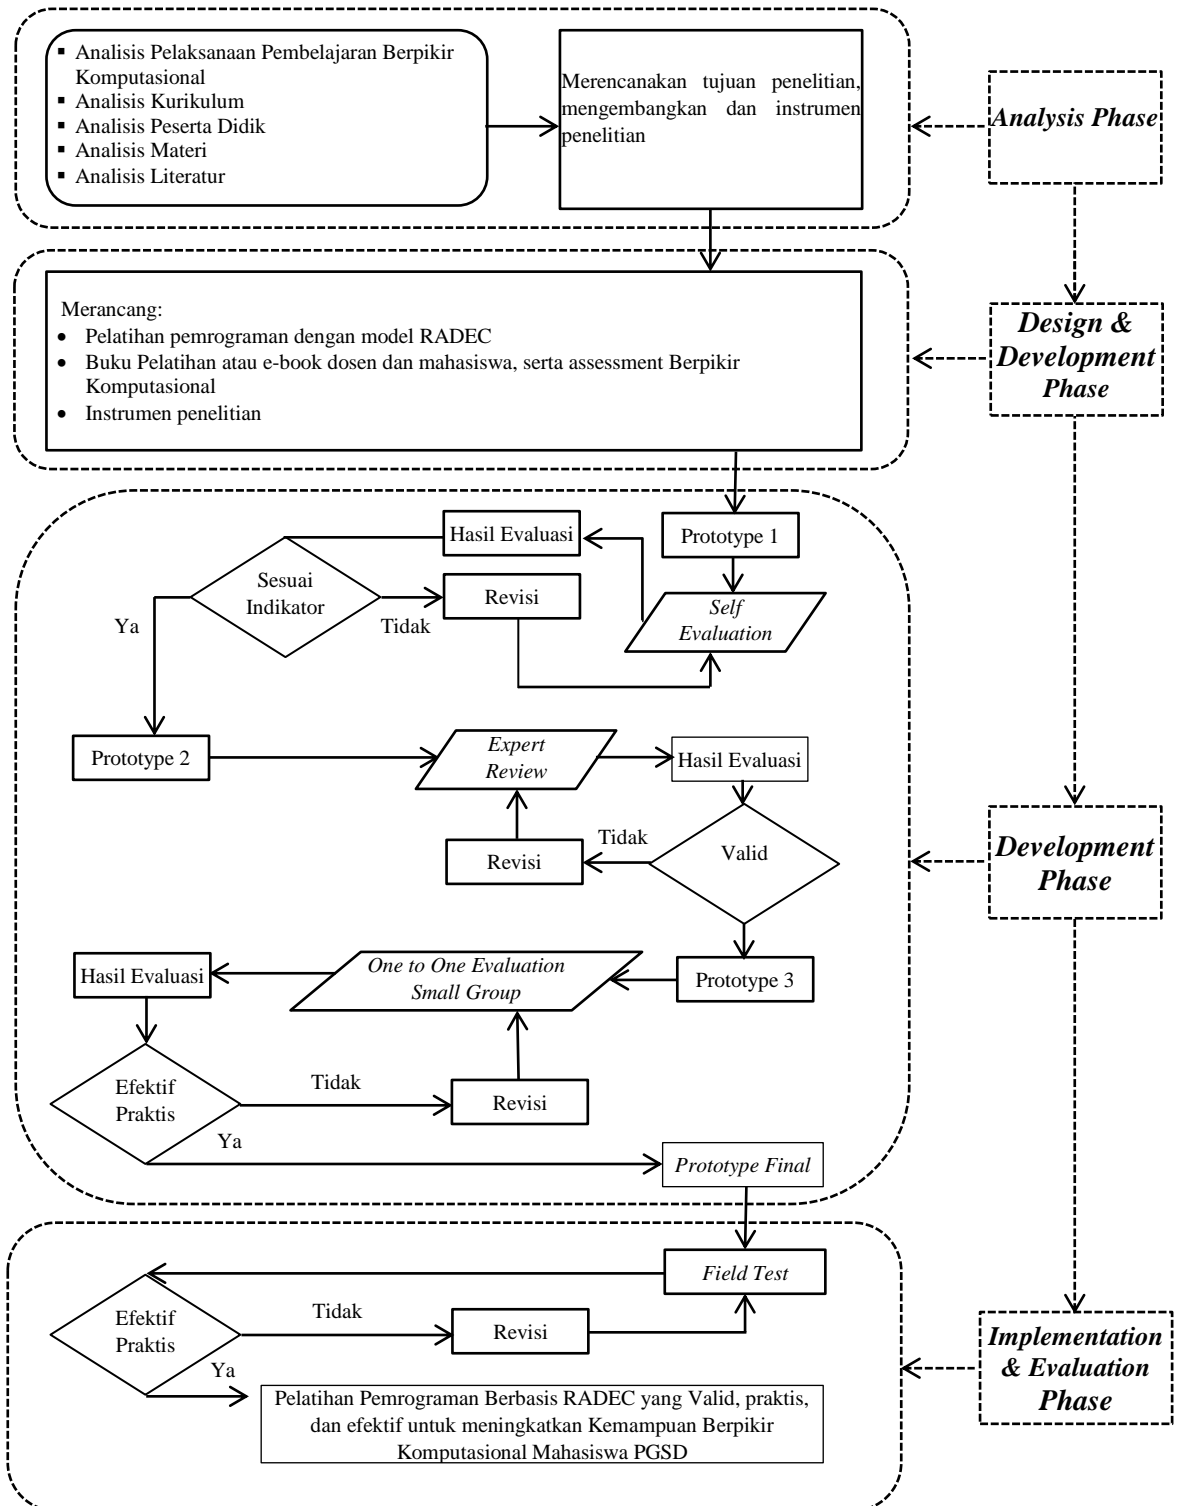 ▪ Analisis Pelaksanaan Pembelajaran Berpikir
Komputasional
▪ Analisis Kurikulum
▪ Analisis Peserta Didik
▪ Analisis Materi
▪ Analisis Literatur
Merencanakan tujuan penelitian,
mengembangkan dan instrumen
penelitian
Analysis Phase
Merancang:
• Pelatihan pemrograman dengan model RADEC
• Buku Pelatihan atau e-book dosen dan mahasiswa, serta assessment Berpikir
Komputasional
• Instrumen penelitian
Design &
Development
Phase
Prototype 1
Hasil Evaluasi
Sesuai
Indikator
Revisi
Self
Evaluation
Ya
Tidak
Prototype 2
Expert
Review
Hasil Evaluasi
Tidak
Valid
Revisi
Development
Phase
One to One Evaluation
Small Group
Hasil Evaluasi
Prototype 3
Efektif
Praktis
Tidak
Revisi
Ya
Prototype Final
Field Test
Efektif
Praktis
Tidak
Revisi
Ya
Implementation
& Evaluation
Phase
Pelatihan Pemrograman Berbasis RADEC yang Valid, praktis,
dan efektif untuk meningkatkan Kemampuan Berpikir
Komputasional Mahasiswa PGSD